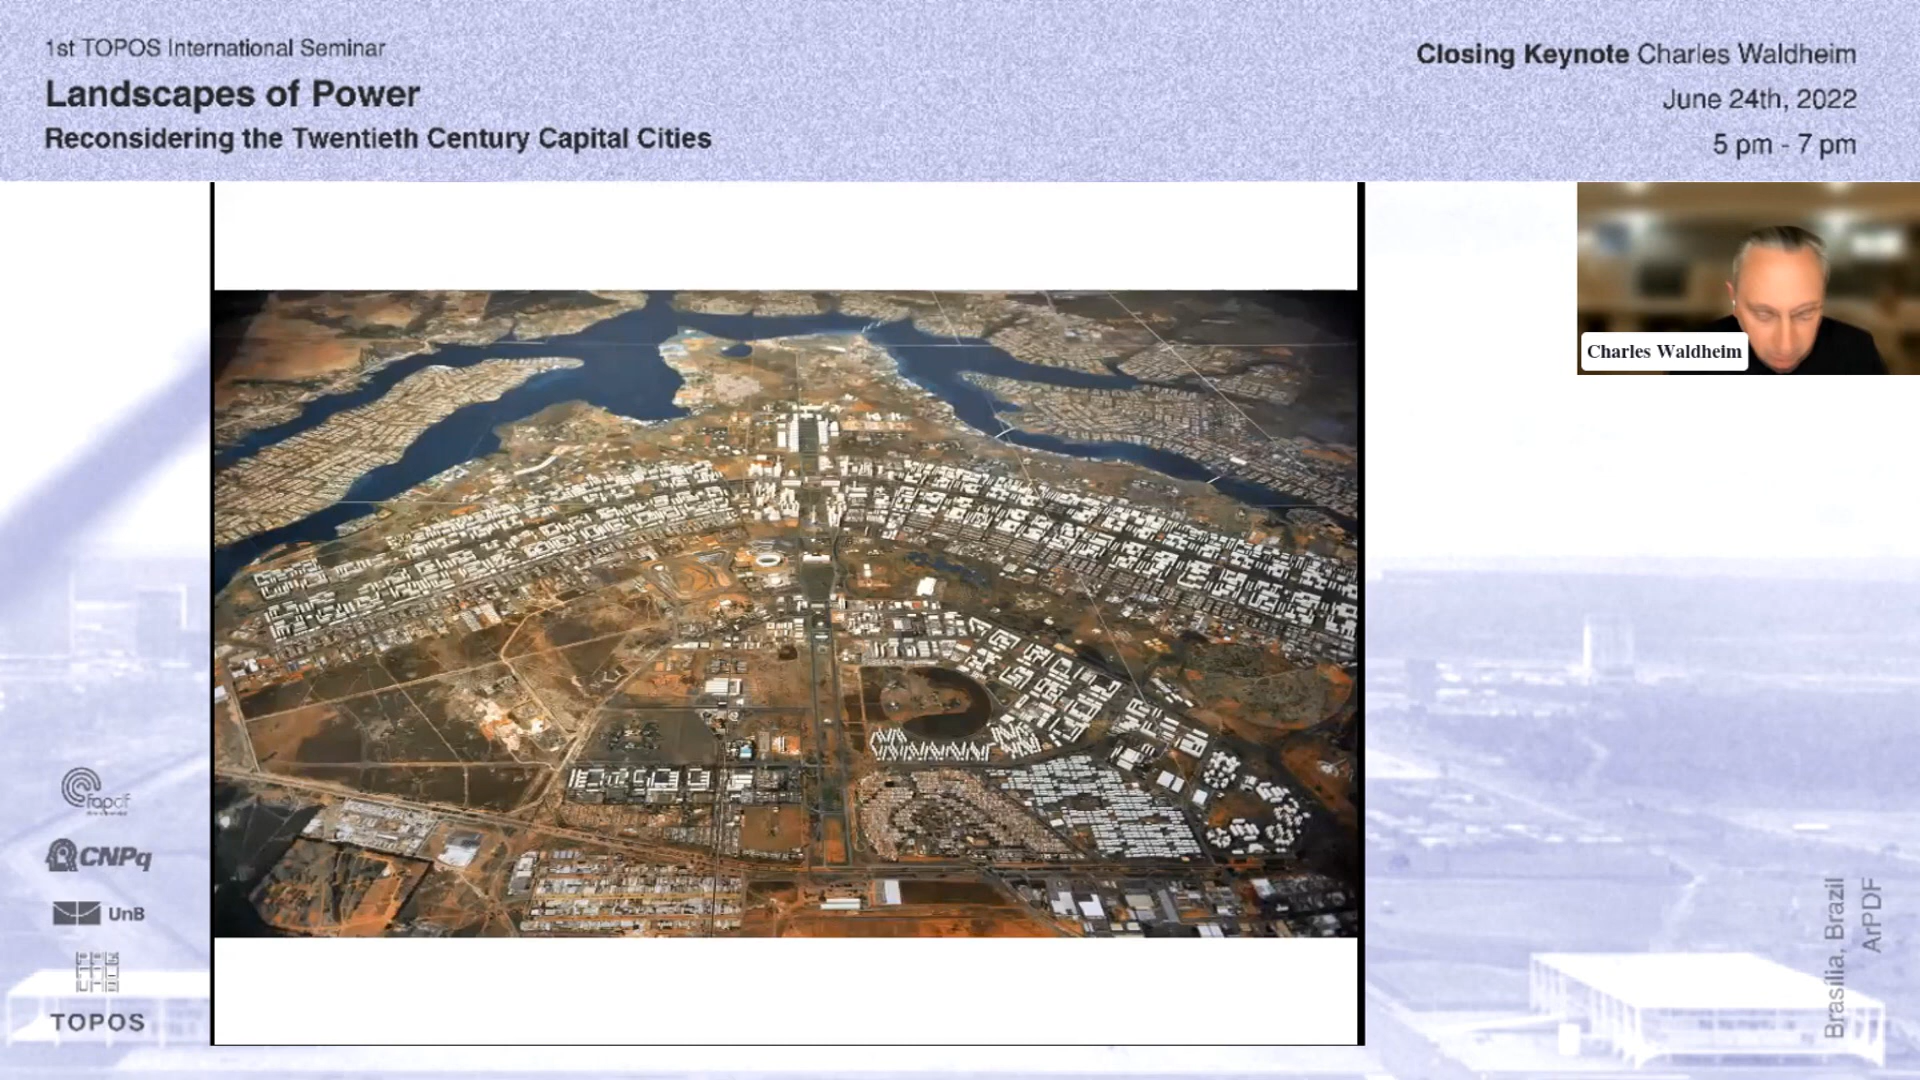 1st TOPOS International Seminar
Landscapes of Power
Reconsidering the Twentieth Century Capital Cities
Closing Keynote Charles Waldheim
June 24th, 2022
5 pm - 7 pm
Charles Waldheim
fapdf
CNPq
UnB
TOPOS
Brasília, Brazil
ArPDF